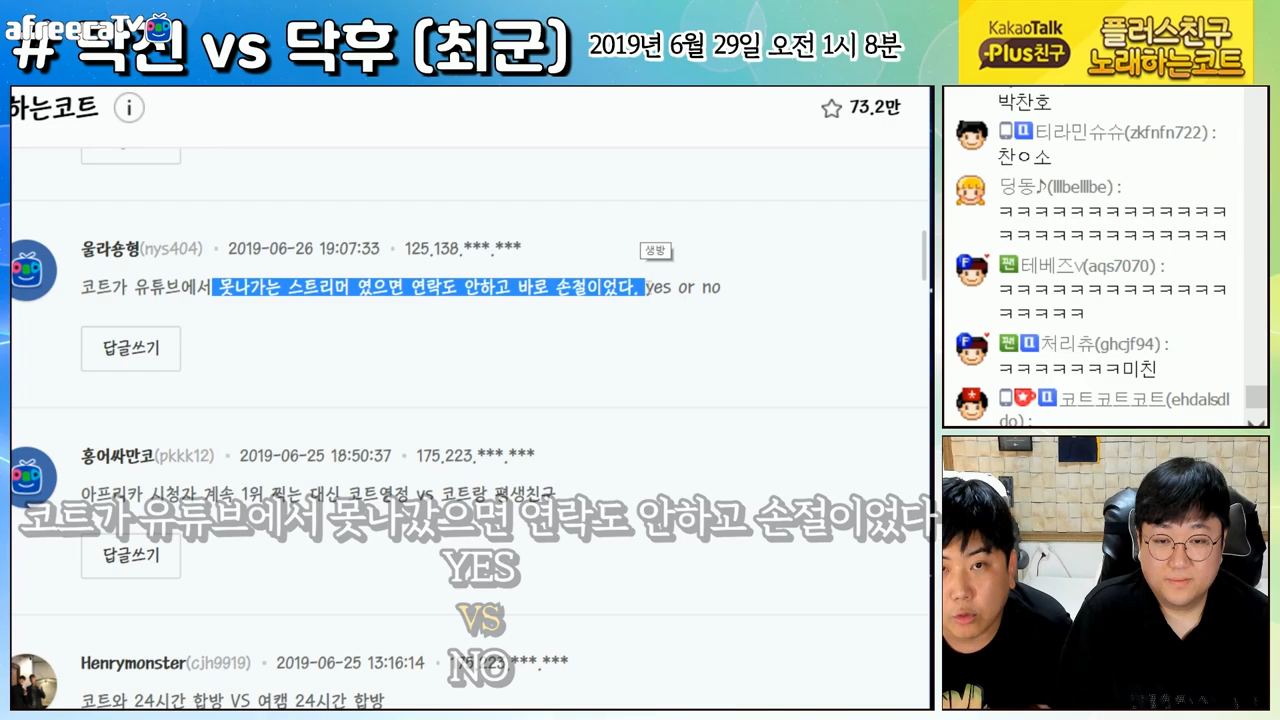 afreecaTV
# 닥전 vs 닥후 (최군)
2019년 6월 29일 오전 1시 8분
KakaoTalk
Plus친구
플러스친구
노래하는코트
하는코트
73.2만
울라숑형(nys404) • 2019-06-26 19:07:33 • 125.138.***.***
생방
코트가 유튜브에서 못나가는 스트리머 였으면 연락도 안하고 바로 손절이었다. yes or no
답글쓰기
홍어싸만코(pkkk12) • 2019-06-25 18:50:37 • 175.223.***.***
아프리카 시청자 계속 1위 찍는 대신 코트연점 vs 코트랑 평생친구
코트가 유튜브에서 못나갔으면 연락도 안하고 손절이었다
답글쓰기
YES
VS
NO
Henrymonster(cjh9919) • 2019-06-25 13:16:14 • 175.223.***.***
코트와 24시간 합방 VS 여캠 24시간 합방
박찬호
티라민슈슈(zkfnfn722) :
찬ㅇ소
딩동♪(lllbelllbe) :
ㅋㅋㅋㅋㅋㅋㅋㅋㅋㅋㅋㅋㅋ
ㅋㅋㅋㅋㅋㅋㅋㅋㅋㅋㅋㅋㅋ
팬 테베즈v(aqs7070) :
ㅋㅋㅋㅋㅋㅋㅋㅋㅋㅋㅋㅋㅋ
ㅋㅋㅋㅋㅋ
팬 처리츄(ghcjf94) :
ㅋㅋㅋㅋㅋㅋㅋ미친
코트코트코트(ehdalsdl
do) :